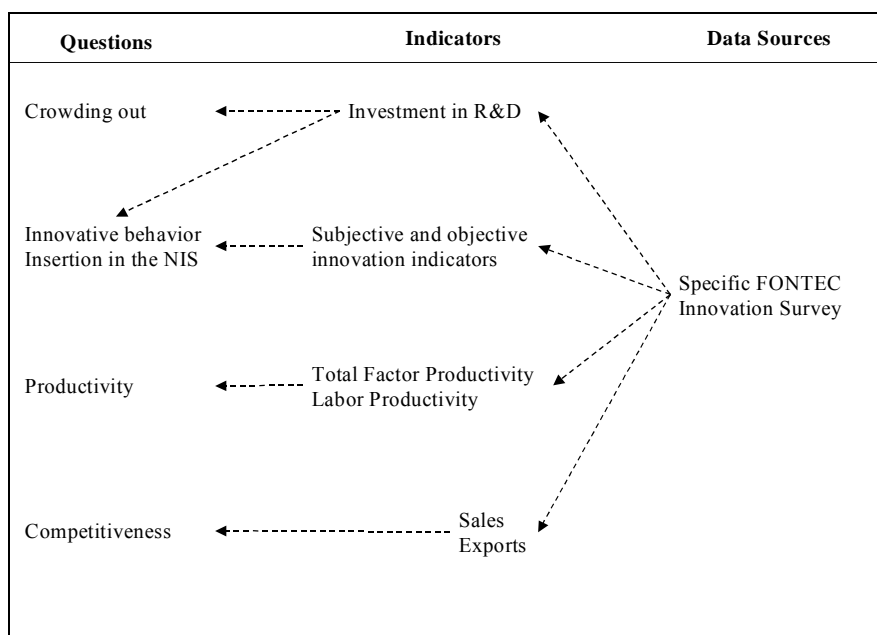 Questions
Indicators
Data Sources
Crowding out
Investment in R&D
Innovative behavior
Insertion in the NIS
Subjective and objective
innovation indicators
Specific FONTEC
Innovation Survey
Productivity
Total Factor Productivity
Labor Productivity
Competitiveness
Sales
Exports